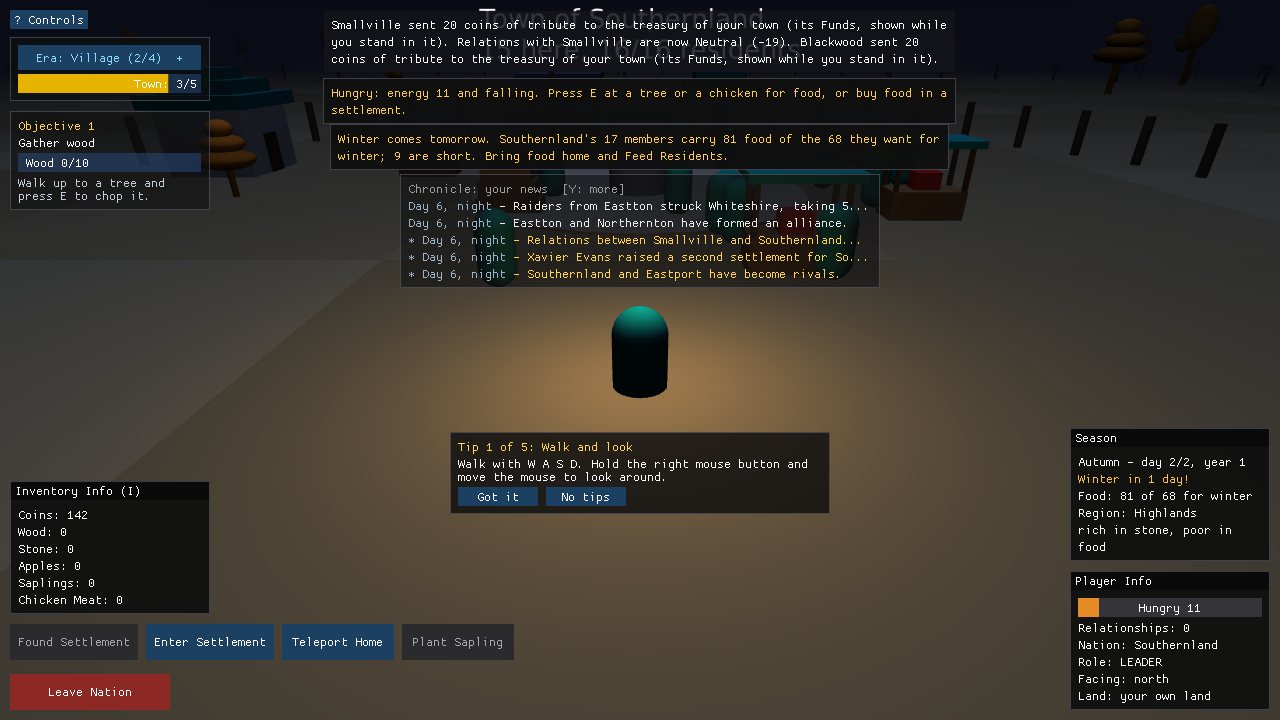 ? Controls
Era: Village (2/4) +
Town: 3/5
Objective 1
Gather wood
Wood 0/10
Walk up to a tree and
press E to chop it.
Town of Southernland
Smallville sent 20 coins of tribute to the treasury of your town (its Funds, shown while
you stand in it). Relations with Smallville are now Neutral (-19). Blackwood sent 20
coins of tribute to the treasury of your town (its Funds, shown while you stand in it).
Hungry: energy 11 and falling. Press E at a tree or a chicken for food, or buy food in a
settlement.
Winter comes tomorrow. Southernland's 17 members carry 81 food of the 68 they want for
winter; 9 are short. Bring food home and Feed Residents.
Chronicle: your news [Y: more]
Day 6, night - Raiders from Eastton struck Whiteshire, taking 5...
Day 6, night - Eastton and Northernton have formed an alliance.
* Day 6, night - Relations between Smallville and Southernland...
* Day 6, night - Xavier Evans raised a second settlement for So...
* Day 6, night - Southernland and Eastport have become rivals.
Tip 1 of 5: Walk and look
Walk with W A S D. Hold the right mouse button and
move the mouse to look around.
Got it No tips
Inventory Info (I)
Coins: 142
Wood: 0
Stone: 0
Apples: 0
Saplings: 0
Chicken Meat: 0
Found Settlement Enter Settlement Teleport Home Plant Sapling
Leave Nation
Season
Autumn - day 2/2, year 1
Winter in 1 day!
Food: 81 of 68 for winter
Region: Highlands
rich in stone, poor in
food
Player Info
Hungry 11
Relationships: 0
Nation: Southernland
Role: LEADER
Facing: north
Land: your own land